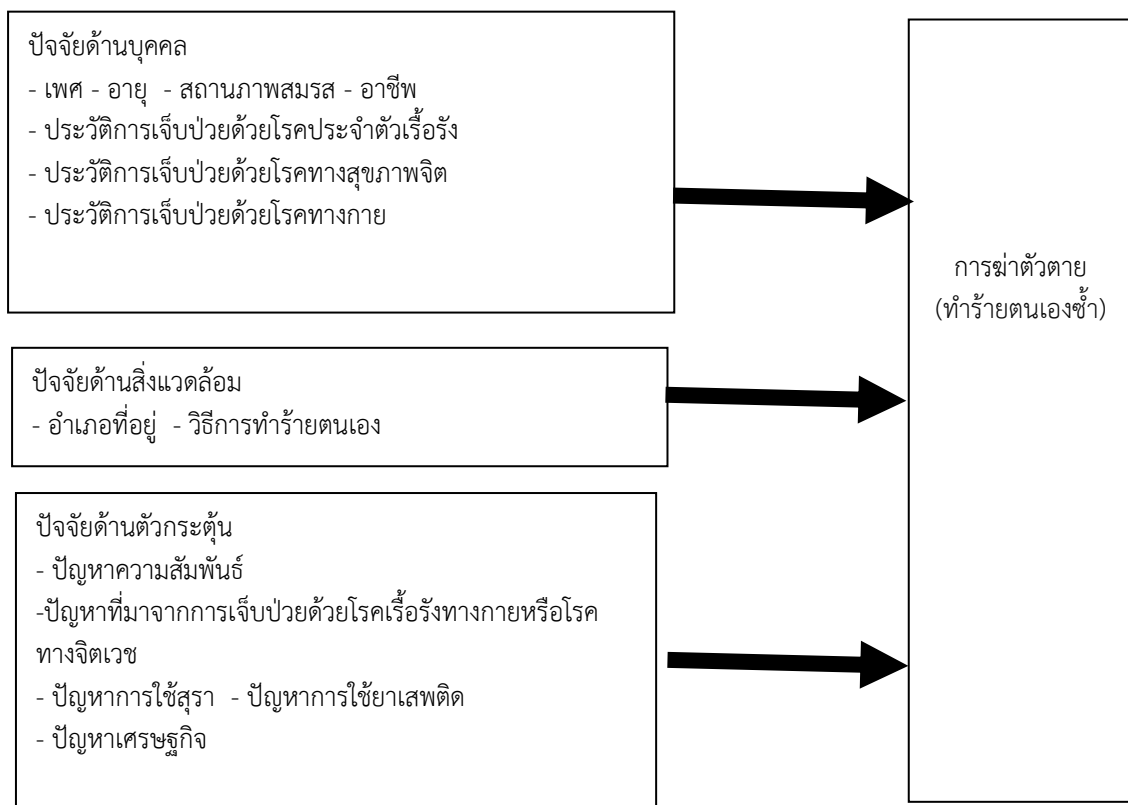 ปัจจัยด้านบุคคล
- เพศ - อายุ - สถานภาพสมรส - อาชีพ
- ประวัติการเจ็บป่วยด้วยโรคประจำตัวเรื้อรัง
- ประวัติการเจ็บป่วยด้วยโรคทางสุขภาพจิต
- ประวัติการเจ็บป่วยด้วยโรคทางกาย
ปัจจัยด้านสิ่งแวดล้อม
- อำเภอที่อยู่ - วิธีการทำร้ายตนเอง
ปัจจัยด้านตัวกระตุ้น
- ปัญหาความสัมพันธ์
-ปัญหาที่มาจากการเจ็บป่วยด้วยโรคเรื้อรังทางกายหรือโรค
ทางจิตเวช
- ปัญหาการใช้สุรา - ปัญหาการใช้ยาเสพติด
- ปัญหาเศรษฐกิจ
การฆ่าตัวตาย
(ทำร้ายตนเองซ้ำ)